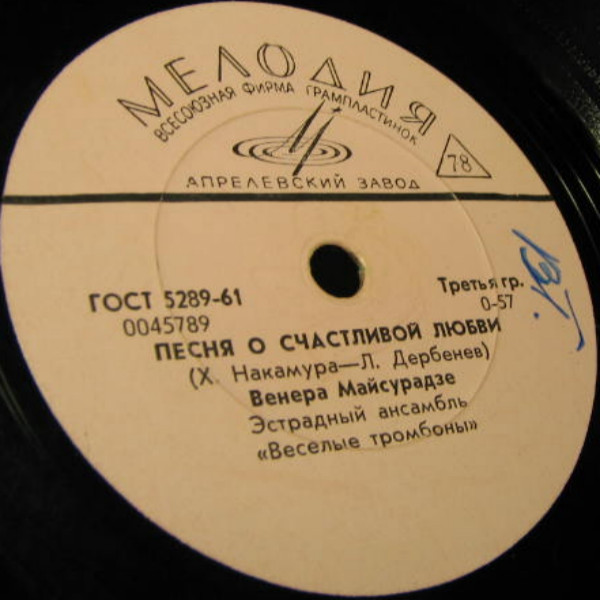 МЕЛОДИЯ
ВСЕСОЮЗНАЯ ФИРМА ГРАМПЛАСТИНОК
78
АПРЕЛЕВСКИЙ ЗАВОД
ГОСТ 5289-61
Третья гр.
0045789
0-57
ПЕСНЯ О СЧАСТЛИВОЙ ЛЮБВИ
(Х. Накамура—Л. Дербенев)
Венера Майсурадзе
Эстрадный ансамбль
«Веселые тромбоны»